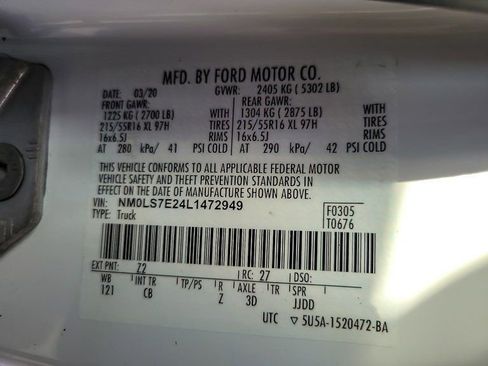 MFD. BY FORD MOTOR CO.
DATE: 03/20 GVWR: 2405 KG ( 5302 LB)
FRONT GAWR: REAR GAWR:
1225 KG ( 2700 LB) WITH 1304 KG ( 2875 LB) WITH
215/55R16 XL 97H TIRES 215/55R16 XL 97H TIRES
16x6.5J RIMS 16x6.5J RIMS
AT 280 kPa/ 41 PSI COLD AT 290 kPa/ 42 PSI COLD
THIS VEHICLE CONFORMS TO ALL APPLICABLE FEDERAL MOTOR
VEHICLE SAFETY AND THEFT PREVENTION STANDARDS IN
EFFECT ON THE DATE OF MANUFACTURE SHOWN ABOVE.
VIN: NM0LS7E24L1472949 F0305
TYPE: Truck T0676
EXT PNT: Z2 RC: 27 DSO:
WB INT TR TP/PS R AXLE TR SPR
121 CB Z 3D JJDD
UTC ▽ 5U5A-1520472-BA